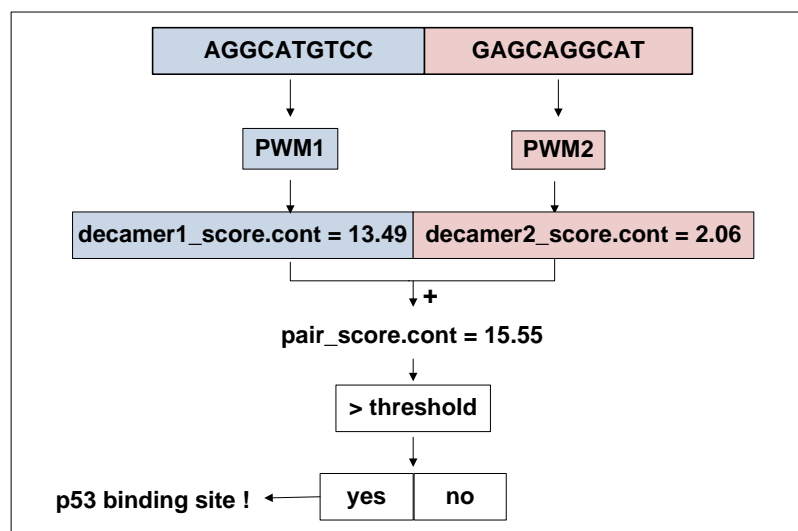 AGGCATGTCC GAGCAGGCAT
PWM1 PWM2
decamer1_score.cont = 13.49 decamer2_score.cont = 2.06
+
pair_score.cont = 15.55
> threshold
p53 binding site ! yes no